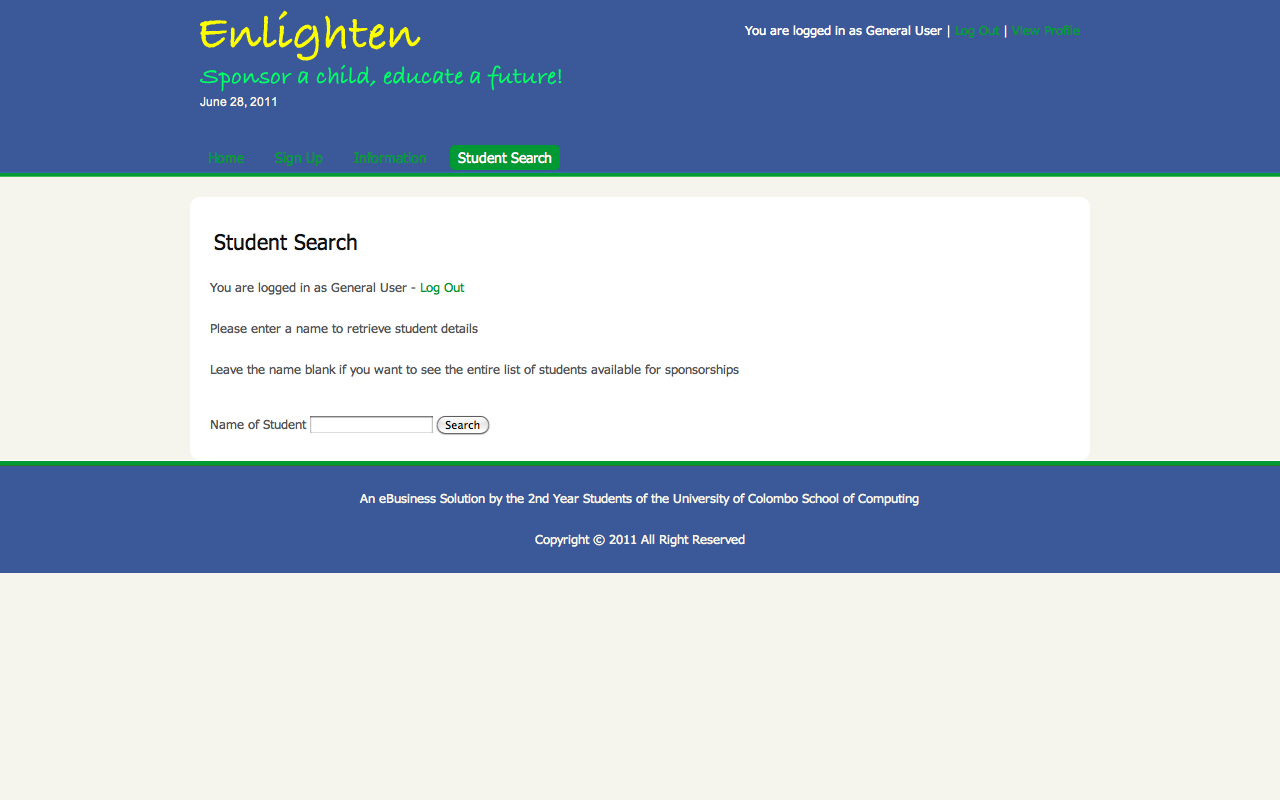 Enlighten
You are logged in as General User | Log Out | View Profile
Sponsor a child, educate a future!
June 28, 2011
Home Sign Up Information Student Search
Student Search
You are logged in as General User - Log Out
Please enter a name to retrieve student details
Leave the name blank if you want to see the entire list of students available for sponsorships
Name of Student Search
An eBusiness Solution by the 2nd Year Students of the University of Colombo School of Computing
Copyright © 2011 All Right Reserved